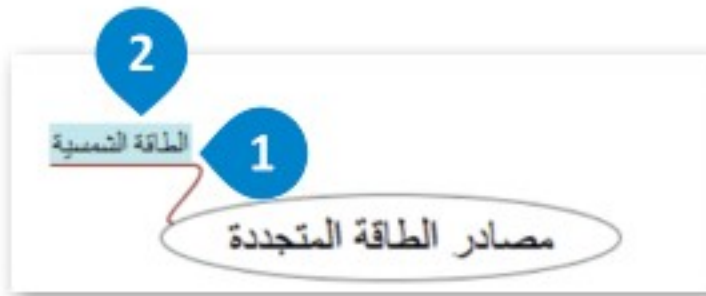 2
الطاقة الشمسية
1
مصادر الطاقة المتجددة